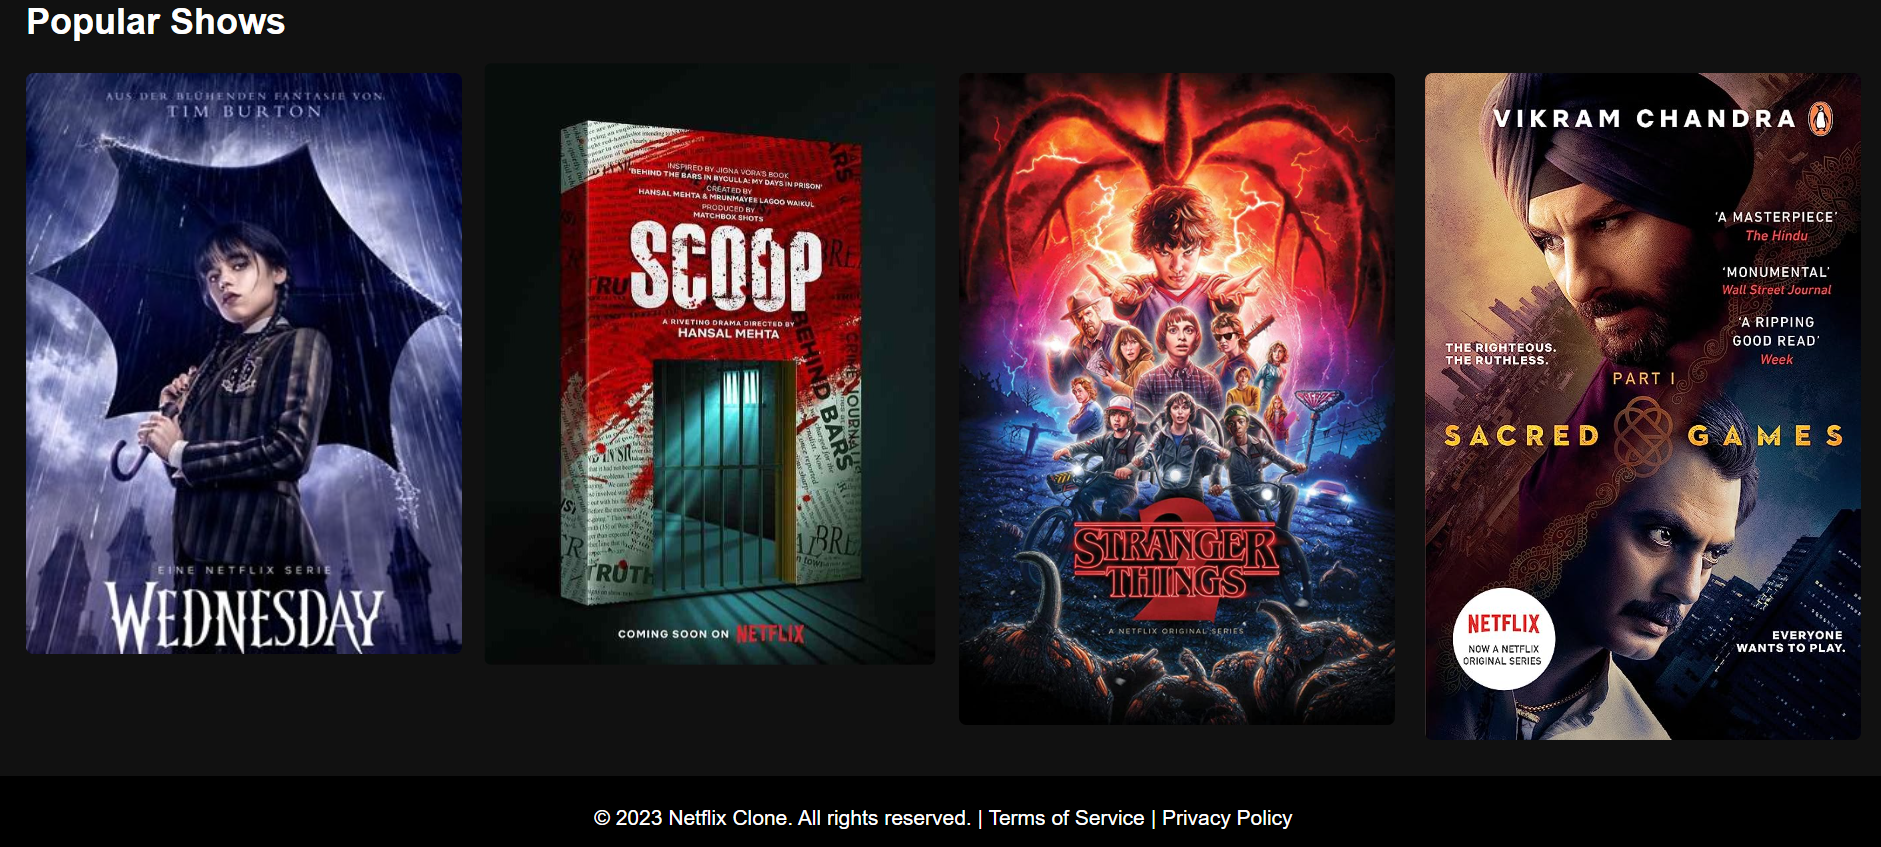 Popular Shows
AUS DER BLÜHENDEN FANTASIE VON
TIM BURTON
EINE NETFLIX SERIE
WEDNESDAY
INSPIRED BY JIGNA VORA'S BOOK
'BEHIND THE BARS IN BYCULLA: MY DAYS IN PRISON'
CREATED BY
HANSAL MEHTA & MRUNMAYEE LAGOO WAIKUL
PRODUCED BY
MATCHBOX SHOTS
SCOOP
A RIVETING DRAMA DIRECTED BY
HANSAL MEHTA
BEHIND BARS
TRUTH
COMING SOON ON NETFLIX
2
STRANGER
THINGS
A NETFLIX ORIGINAL SERIES
VIKRAM CHANDRA
'A MASTERPIECE'
The Hindu
'MONUMENTAL'
Wall Street Journal
'A RIPPING
GOOD READ'
Week
THE RIGHTEOUS.
THE RUTHLESS.
PART I
SACRED GAMES
NETFLIX
NOW A NETFLIX
ORIGINAL SERIES
EVERYONE
WANTS TO PLAY.
© 2023 Netflix Clone. All rights reserved. | Terms of Service | Privacy Policy